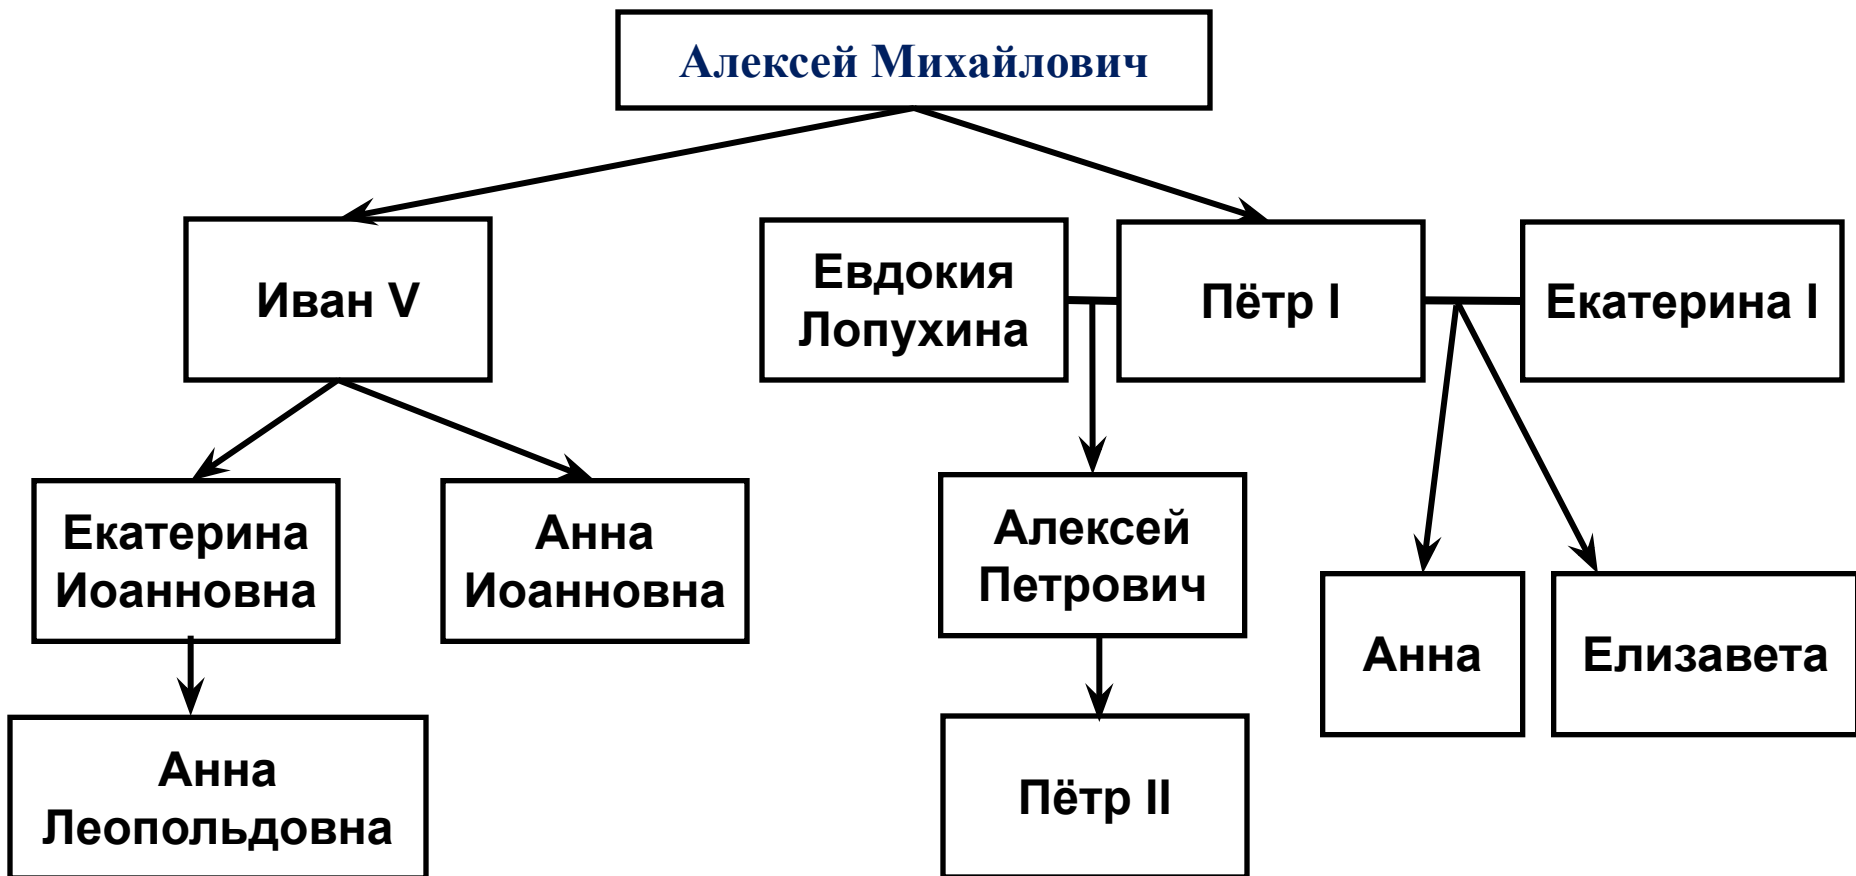 Алексей Михайлович
Иван V
Евдокия
Лопухина
Пётр I
Екатерина I
Екатерина
Иоанновна
Анна
Иоанновна
Алексей
Петрович
Анна
Елизавета
Анна
Леопольдовна
Пётр II